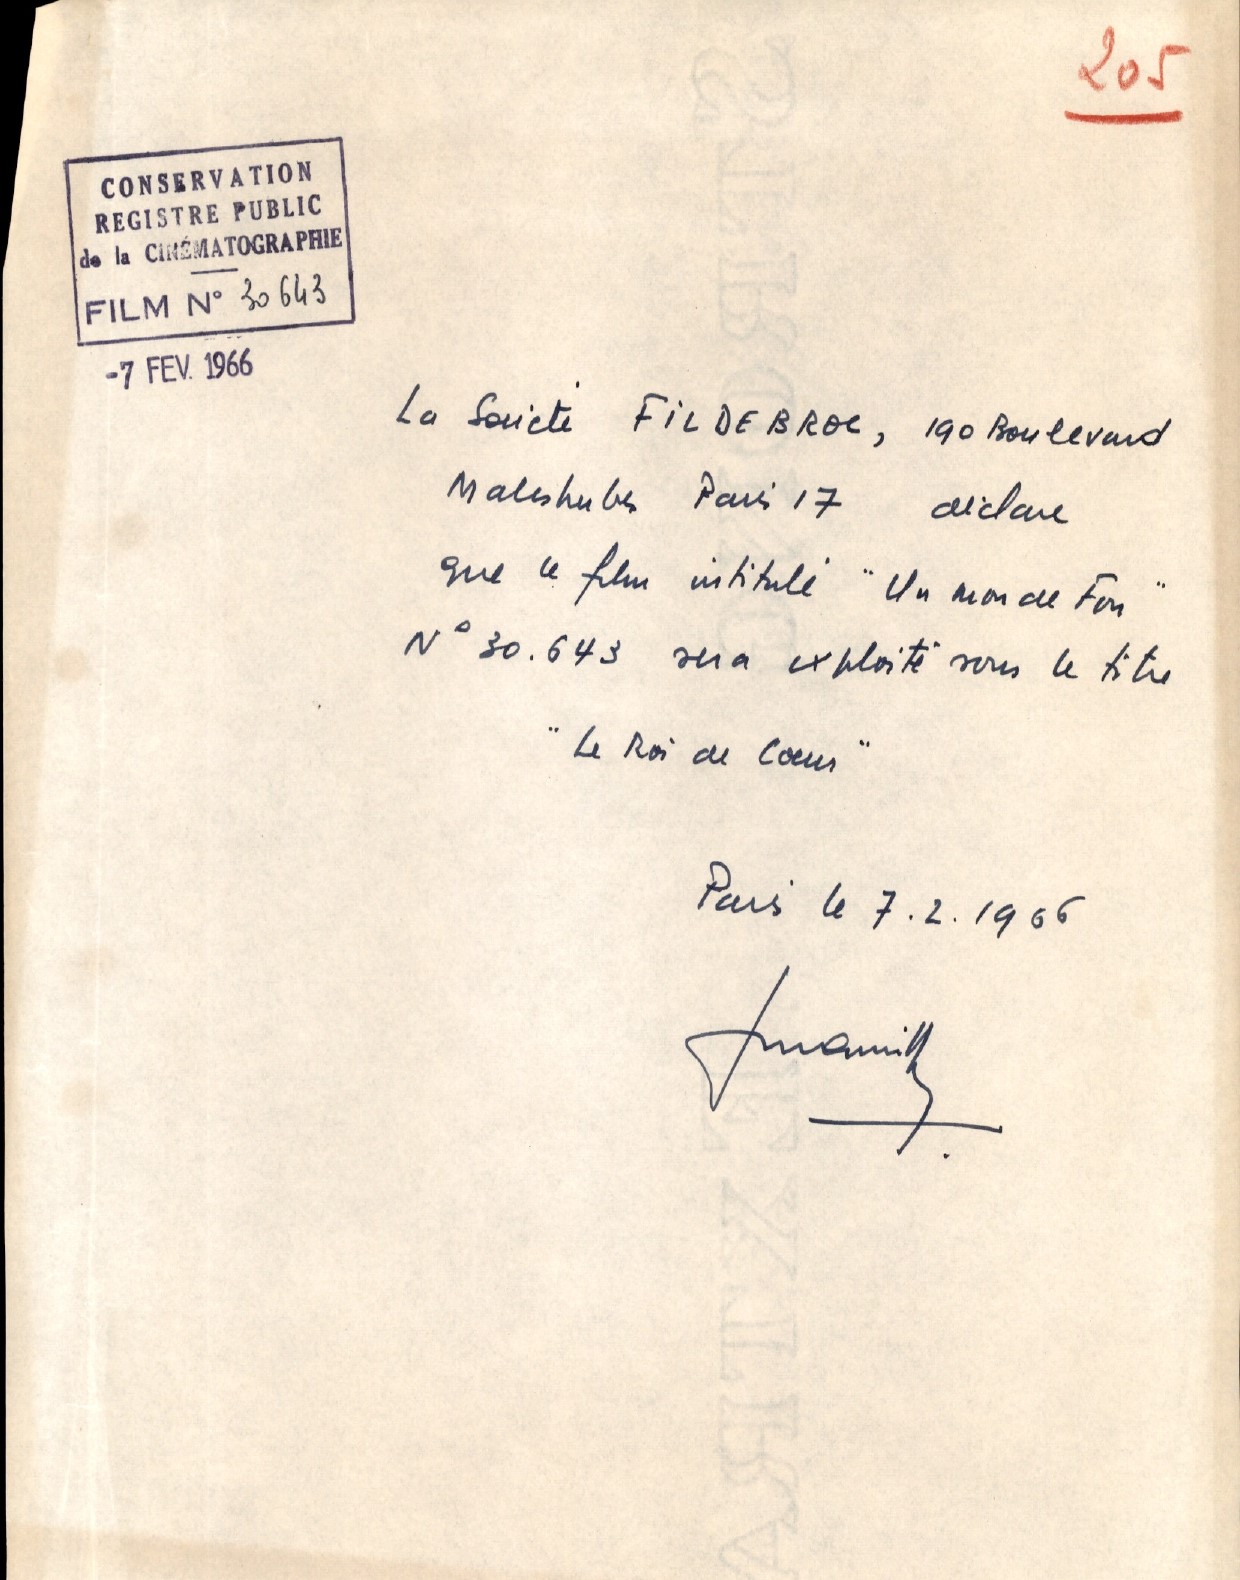 205
CONSERVATION
REGISTRE PUBLIC
de la CINÉMATOGRAPHIE
FILM N° 30643
-7 FEV. 1966
La Société FILDEBROC, 190 Boulevard
Malesherbes Paris 17 déclare
que le film intitulé "Un monde Fou"
N° 30.643 sera exploité sous le titre
"Le Roi de Coeur"
Paris le 7.2.1966